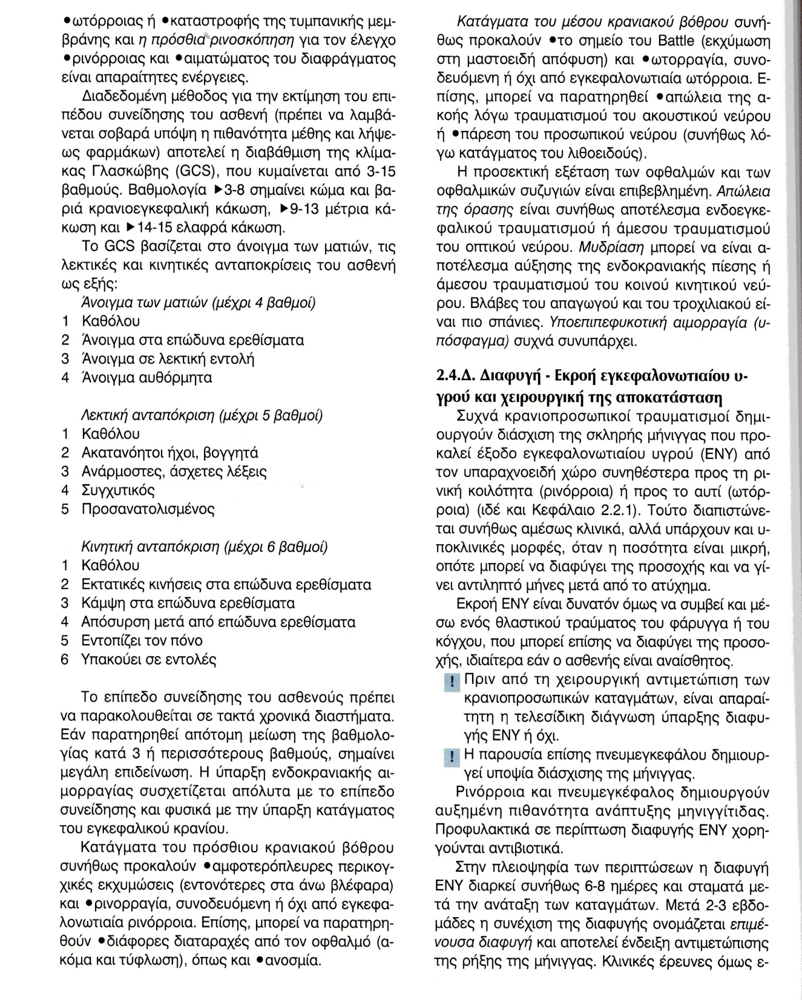 •ωτόρροιας ή •καταστροφής της τυμπανικής μεμ-
βράνης και η πρόσθια ρινοσκόπηση για τον έλεγχο
•ρινόρροιας και •αιματώματος του διαφράγματος
είναι απαραίτητες ενέργειες.
Διαδεδομένη μέθοδος για την εκτίμηση του επι-
πέδου συνείδησης του ασθενή (πρέπει να λαμβά-
νεται σοβαρά υπόψη η πιθανότητα μέθης και λήψε-
ως φαρμάκων) αποτελεί η διαβάθμιση της κλίμα-
κας Γλασκώβης (GCS), που κυμαίνεται από 3-15
βαθμούς. Βαθμολογία ▶3-8 σημαίνει κώμα και βα-
ριά κρανιοεγκεφαλική κάκωση, ▶9-13 μέτρια κά-
κωση και ▶14-15 ελαφρά κάκωση.
Το GCS βασίζεται στο άνοιγμα των ματιών, τις
λεκτικές και κινητικές ανταποκρίσεις του ασθενή
ως εξής:
Άνοιγμα των ματιών (μέχρι 4 βαθμοί)
1 Καθόλου
2 Άνοιγμα στα επώδυνα ερεθίσματα
3 Άνοιγμα σε λεκτική εντολή
4 Άνοιγμα αυθόρμητα
Λεκτική ανταπόκριση (μέχρι 5 βαθμοί)
1 Καθόλου
2 Ακατανόητοι ήχοι, βογγητά
3 Ανάρμοστες, άσχετες λέξεις
4 Συγχυτικός
5 Προσανατολισμένος
Κινητική ανταπόκριση (μέχρι 6 βαθμοί)
1 Καθόλου
2 Εκτατικές κινήσεις στα επώδυνα ερεθίσματα
3 Κάμψη στα επώδυνα ερεθίσματα
4 Απόσυρση μετά από επώδυνα ερεθίσματα
5 Εντοπίζει τον πόνο
6 Υπακούει σε εντολές
Το επίπεδο συνείδησης του ασθενούς πρέπει
να παρακολουθείται σε τακτά χρονικά διαστήματα.
Εάν παρατηρηθεί απότομη μείωση της βαθμολο-
γίας κατά 3 ή περισσότερους βαθμούς, σημαίνει
μεγάλη επιδείνωση. Η ύπαρξη ενδοκρανιακής αι-
μορραγίας συσχετίζεται απόλυτα με το επίπεδο
συνείδησης και φυσικά με την ύπαρξη κατάγματος
του εγκεφαλικού κρανίου.
Κατάγματα του πρόσθιου κρανιακού βόθρου
συνήθως προκαλούν •αμφοτερόπλευρες περικογ-
χικές εκχυμώσεις (εντονότερες στα άνω βλέφαρα)
και •ρινορραγία, συνοδευόμενη ή όχι από εγκεφα-
λονωτιαία ρινόρροια. Επίσης, μπορεί να παρατηρη-
θούν •διάφορες διαταραχές από τον οφθαλμό (α-
κόμα και τύφλωση), όπως και •ανοσμία.
Κατάγματα του μέσου κρανιακού βόθρου συνή-
θως προκαλούν •το σημείο του Battle (εκχύμωση
στη μαστοειδή απόφυση) και •ωτορραγία, συνο-
δευόμενη ή όχι από εγκεφαλονωτιαία ωτόρροια. Ε-
πίσης, μπορεί να παρατηρηθεί •απώλεια της α-
κοής λόγω τραυματισμού του ακουστικού νεύρου
ή •πάρεση του προσωπικού νεύρου (συνήθως λό-
γω κατάγματος του λιθοειδούς).
Η προσεκτική εξέταση των οφθαλμών και των
οφθαλμικών συζυγιών είναι επιβεβλημένη. Απώλεια
της όρασης είναι συνήθως αποτέλεσμα ενδοεγκε-
φαλικού τραυματισμού ή άμεσου τραυματισμού
του οπτικού νεύρου. Μυδρίαση μπορεί να είναι α-
ποτέλεσμα αύξησης της ενδοκρανιακής πίεσης ή
άμεσου τραυματισμού του κοινού κινητικού νεύ-
ρου. Βλάβες του απαγωγού και του τροχιλιακού εί-
ναι πιο σπάνιες. Υποεπιπεφυκοτική αιμορραγία (υ-
πόσφαγμα) συχνά συνυπάρχει.
2.4.Δ. Διαφυγή - Εκροή εγκεφαλονωτιαίου υ-
γρού και χειρουργική της αποκατάσταση
Συχνά κρανιοπροσωπικοί τραυματισμοί δημι-
ουργούν διάσχιση της σκληρής μήνιγγας που προ-
καλεί έξοδο εγκεφαλονωτιαίου υγρού (ΕΝΥ) από
τον υπαραχνοειδή χώρο συνηθέστερα προς τη ρι-
νική κοιλότητα (ρινόρροια) ή προς το αυτί (ωτόρ-
ροια) (ιδέ και Κεφάλαιο 2.2.1). Τούτο διαπιστώνε-
ται συνήθως αμέσως κλινικά, αλλά υπάρχουν και υ-
ποκλινικές μορφές, όταν η ποσότητα είναι μικρή,
οπότε μπορεί να διαφύγει της προσοχής και να γί-
νει αντιληπτό μήνες μετά από το ατύχημα.
Εκροή ΕΝΥ είναι δυνατόν όμως να συμβεί και μέ-
σω ενός θλαστικού τραύματος του φάρυγγα ή του
κόγχου, που μπορεί επίσης να διαφύγει της προσο-
χής, ιδιαίτερα εάν ο ασθενής είναι αναίσθητος.
! Πριν από τη χειρουργική αντιμετώπιση των
κρανιοπροσωπικών καταγμάτων, είναι απαραί-
τητη η τελεσίδικη διάγνωση ύπαρξης διαφυ-
γής ΕΝΥ ή όχι.
! Η παρουσία επίσης πνευμεγκεφάλου δημιουρ-
γεί υποψία διάσχισης της μήνιγγας.
Ρινόρροια και πνευμεγκέφαλος δημιουργούν
αυξημένη πιθανότητα ανάπτυξης μηνιγγίτιδας.
Προφυλακτικά σε περίπτωση διαφυγής ΕΝΥ χορη-
γούνται αντιβιοτικά.
Στην πλειοψηφία των περιπτώσεων η διαφυγή
ΕΝΥ διαρκεί συνήθως 6-8 ημέρες και σταματά με-
τά την ανάταξη των καταγμάτων. Μετά 2-3 εβδο-
μάδες η συνέχιση της διαφυγής ονομάζεται επιμέ-
νουσα διαφυγή και αποτελεί ένδειξη αντιμετώπισης
της ρήξης της μήνιγγας. Κλινικές έρευνες όμως ε-